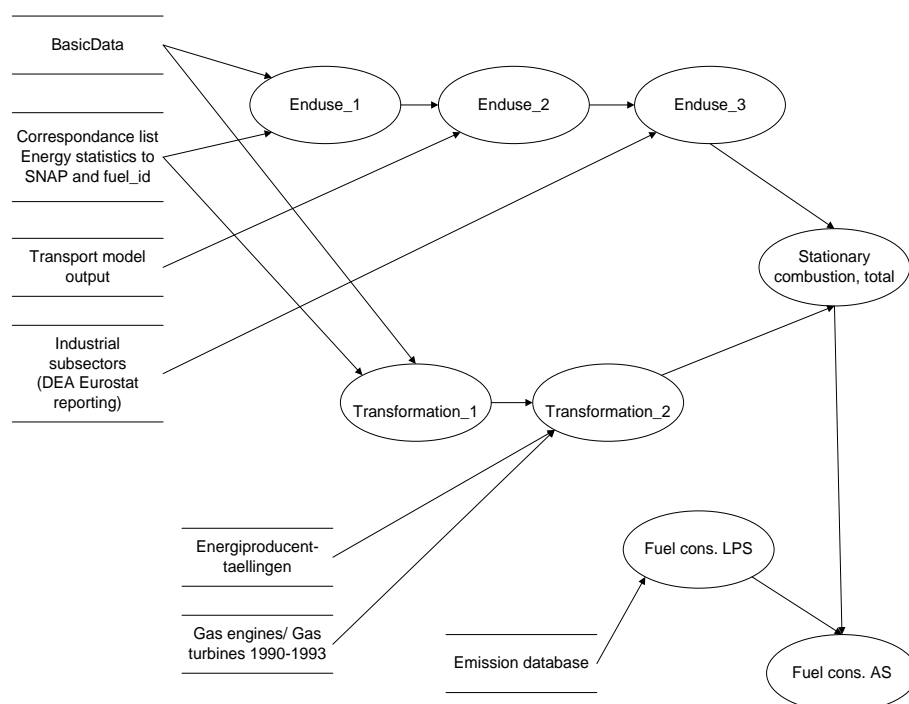 BasicData
Enduse_1
Enduse_2
Enduse_3
Correspondance list
Energy statistics to
SNAP and fuel_id
Transport model
output
Stationary
combustion, total
Industrial
subsectors
(DEA Eurostat
reporting)
Transformation_1
Transformation_2
Energiproducent-
taellingen
Fuel cons. LPS
Gas engines/ Gas
turbines 1990-1993
Emission database
Fuel cons. AS